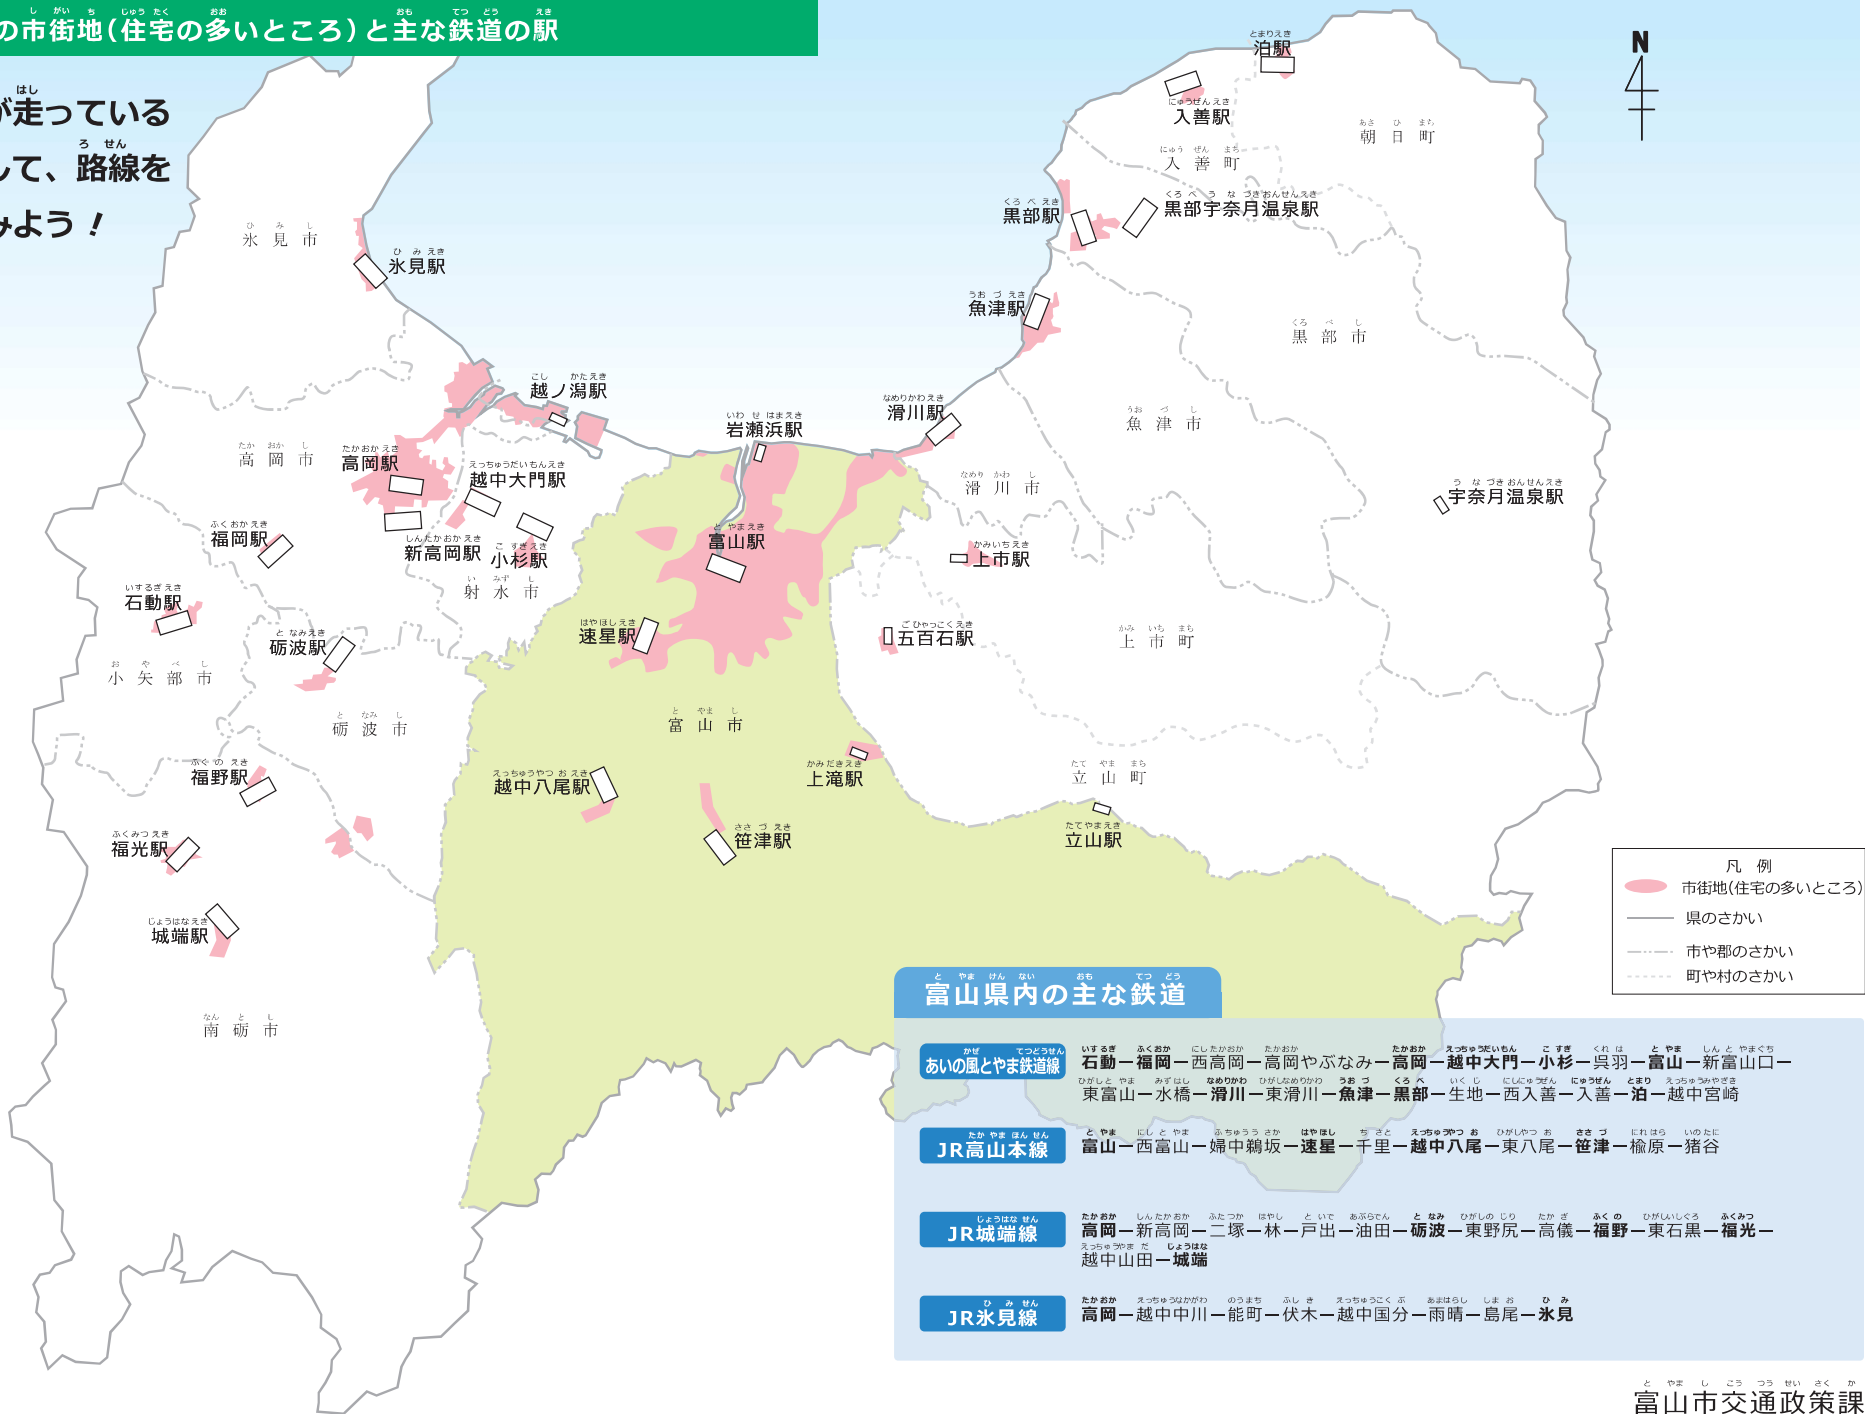 の市街地(住宅の多いところ)と主な鉄道の駅
が走っている
して、路線を
みよう！
N
泊駅
入善駅
朝日町
入善町
黒部駅
黒部宇奈月温泉駅
氷見市
氷見駅
魚津駅
黒部市
越ノ潟駅
岩瀬浜駅
滑川駅
魚津市
高岡市
高岡駅
越中大門駅
滑川市
宇奈月温泉駅
福岡駅
新高岡駅
小杉駅
富山駅
上市駅
射水市
石動駅
砺波駅
速星駅
五百石駅
上市町
小矢部市
砺波市
富山市
福野駅
越中八尾駅
上滝駅
立山町
福光駅
笹津駅
立山駅
城端駅
南砺市
凡 例
市街地(住宅の多いところ)
県のさかい
市や郡のさかい
町や村のさかい
富山県内の主な鉄道
あいの風とやま鉄道線
石動ー福岡ー西高岡ー高岡やぶなみー高岡ー越中大門ー小杉ー呉羽ー富山ー新富山口ー
東富山ー水橋ー滑川ー東滑川ー魚津ー黒部ー生地ー西入善ー入善ー泊ー越中宮崎
JR高山本線
富山ー西富山ー婦中鵜坂ー速星ー千里ー越中八尾ー東八尾ー笹津ー楡原ー猪谷
JR城端線
高岡ー新高岡ー二塚ー林ー戸出ー油田ー砺波ー東野尻ー高儀ー福野ー東石黒ー福光ー
越中山田ー城端
JR氷見線
高岡ー越中中川ー能町ー伏木ー越中国分ー雨晴ー島尾ー氷見
富山市交通政策課